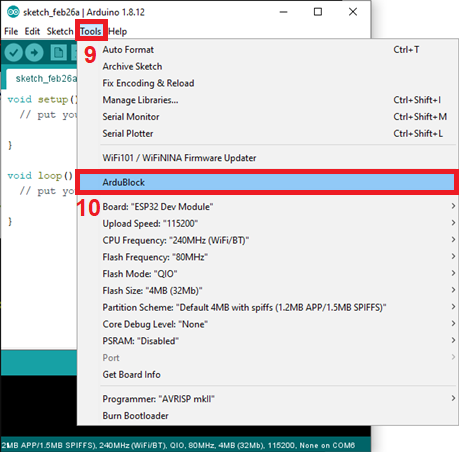 sketch_feb26a | Arduino 1.8.12
File Edit Sketch Tools Help
9
sketch_feb26a
void setup()
// put you
}
void loop()
// put you
}
Auto Format Ctrl+T
Archive Sketch
Fix Encoding & Reload
Manage Libraries... Ctrl+Shift+I
Serial Monitor Ctrl+Shift+M
Serial Plotter Ctrl+Shift+L
WiFi101 / WiFiNINA Firmware Updater
ArduBlock
10
Board: "ESP32 Dev Module"
Upload Speed: "115200"
CPU Frequency: "240MHz (WiFi/BT)"
Flash Frequency: "80MHz"
Flash Mode: "QIO"
Flash Size: "4MB (32Mb)"
Partition Scheme: "Default 4MB with spiffs (1.2MB APP/1.5MB SPIFFS)"
Core Debug Level: "None"
PSRAM: "Disabled"
Port
Get Board Info
Programmer: "AVRISP mkII"
Burn Bootloader
2MB APP/1.5MB SPIFFS), 240MHz (WiFi/BT), QIO, 80MHz, 4MB (32Mb), 115200, None on COM6